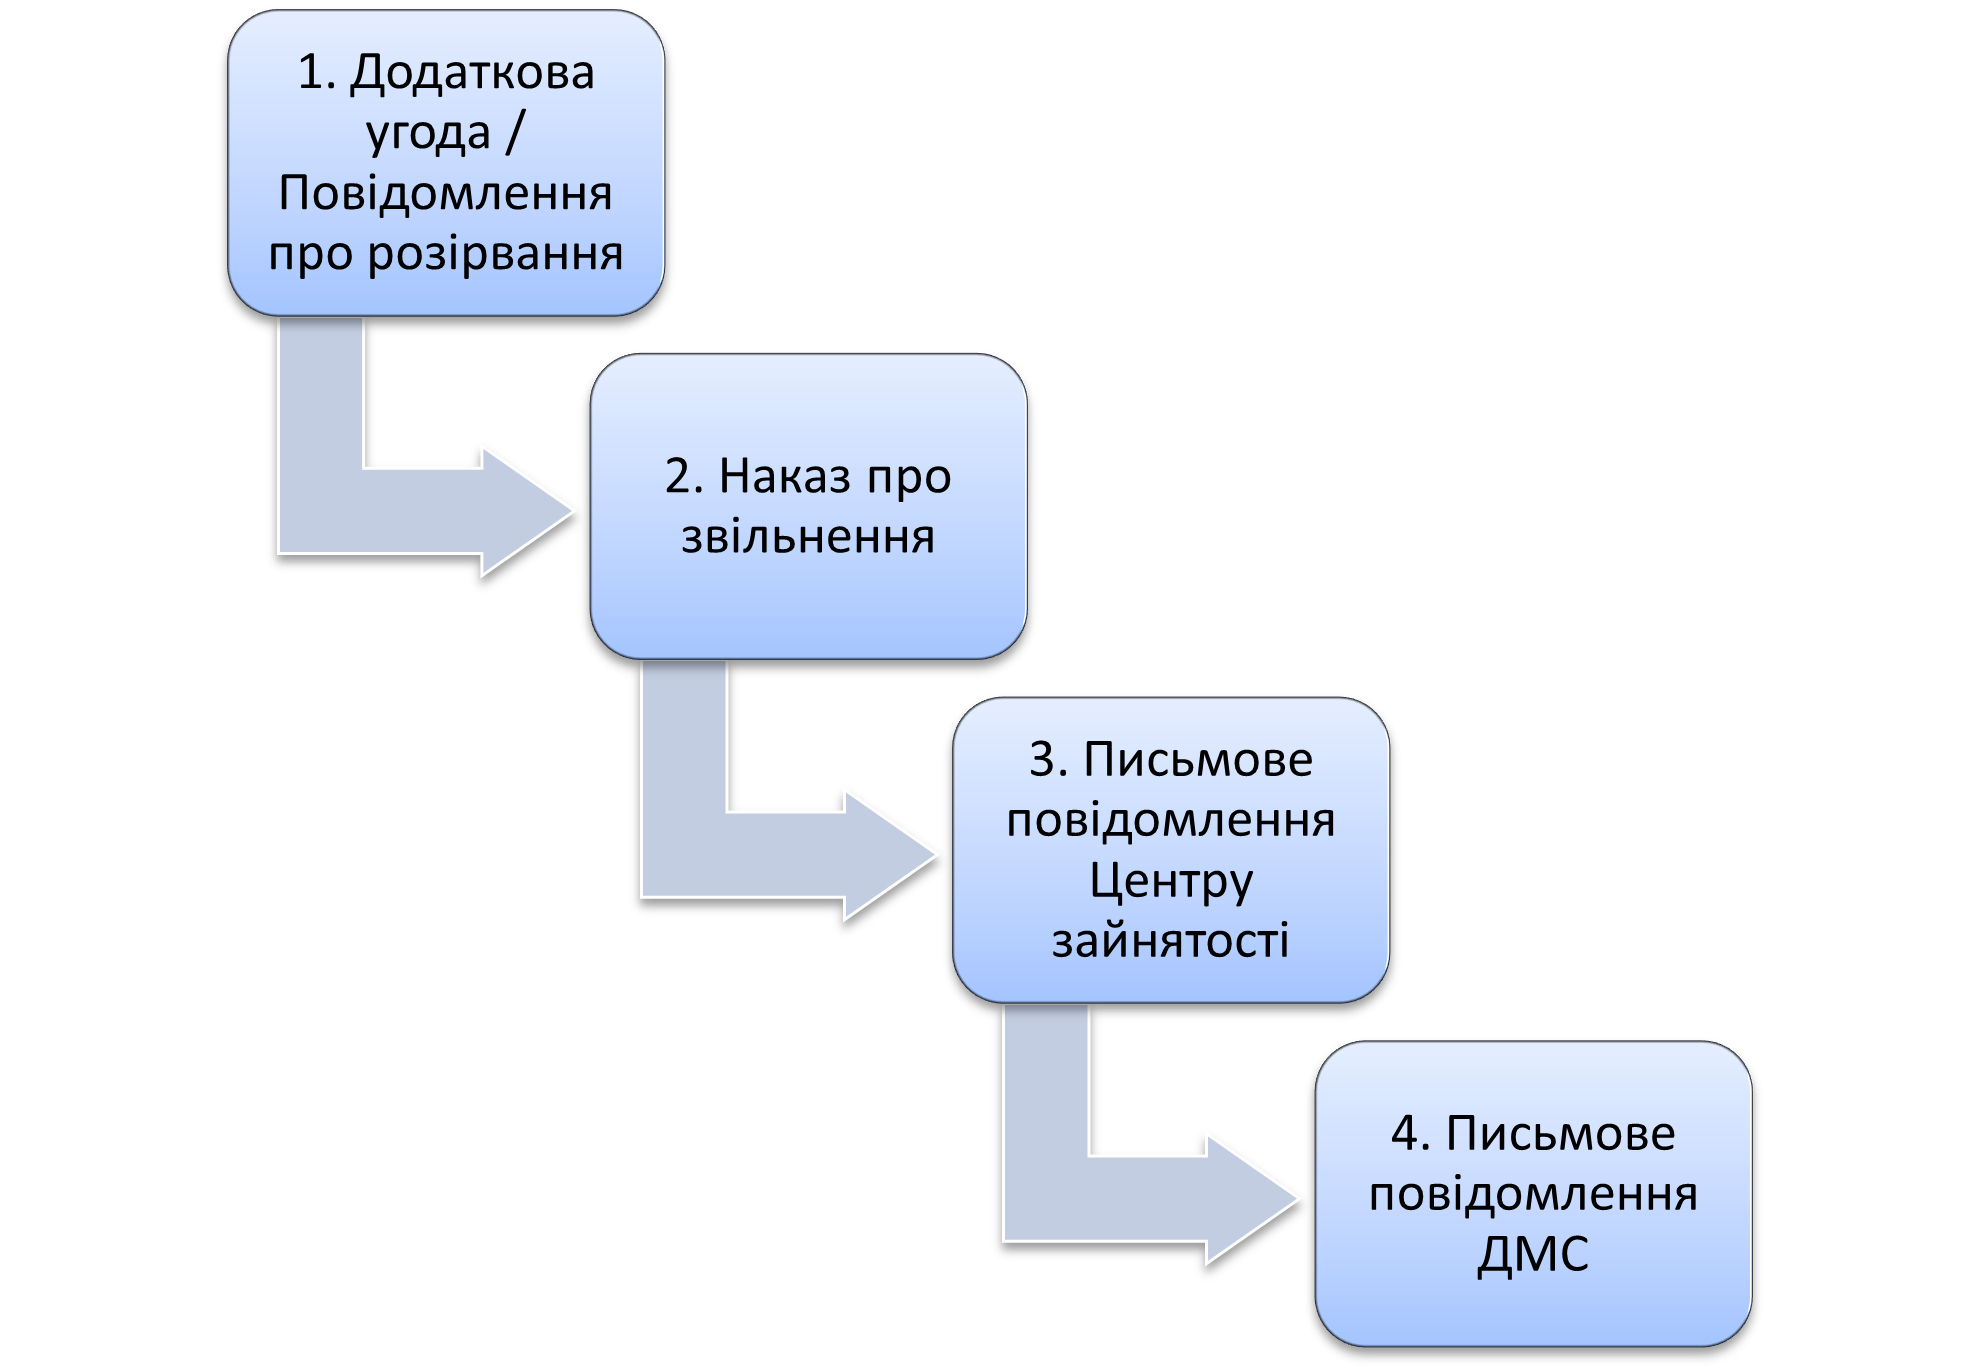 1. Додаткова
угода /
Повідомлення
про розірвання
2. Наказ про
звільнення
3. Письмове
повідомлення
Центру
зайнятості
4. Письмове
повідомлення
ДМС